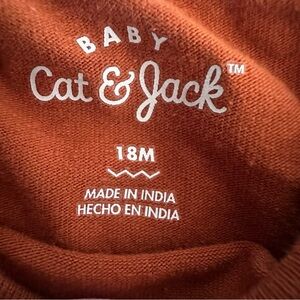 BABY
Cat & Jack™
18M
MADE IN INDIA
HECHO EN INDIA